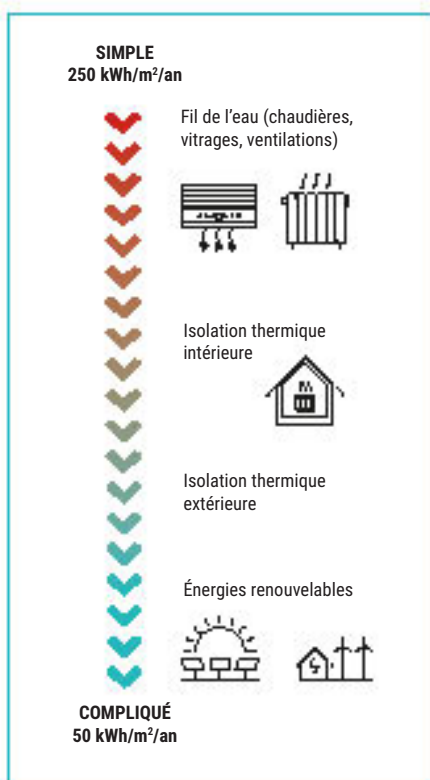 SIMPLE
250 kWh/m²/an
Fil de l'eau (chaudières,
vitrages, ventilations)
Isolation thermique
intérieure
Isolation thermique
extérieure
Énergies renouvelables
COMPLIQUÉ
50 kWh/m²/an